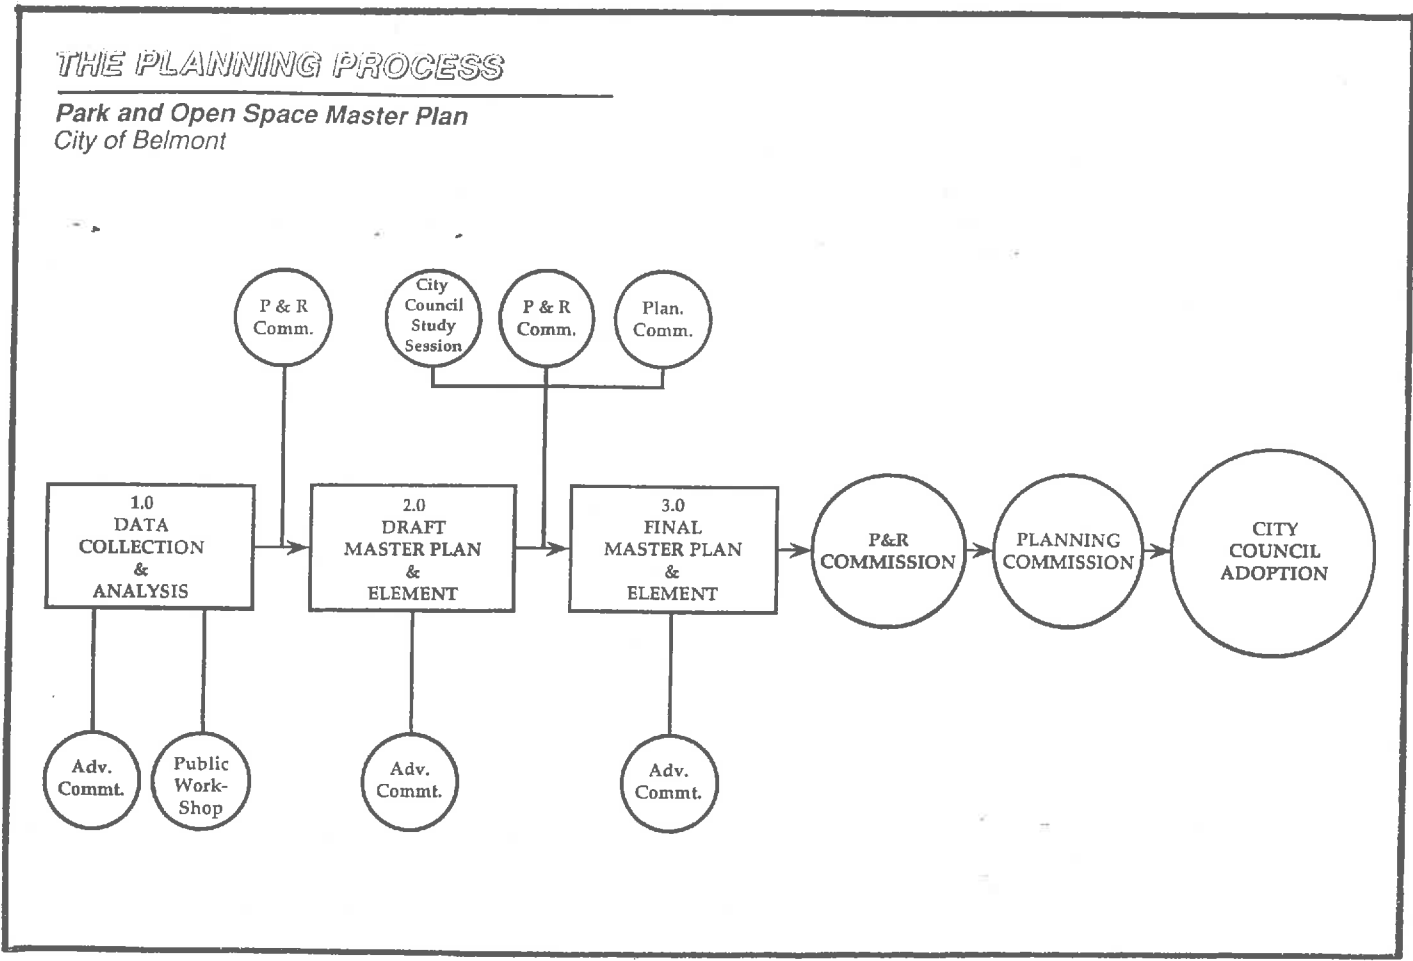 THE PLANNING PROCESS
Park and Open Space Master Plan
City of Belmont
P & R
Comm.
City
Council
Study
Session
P & R
Comm.
Plan.
Comm.
1.0
DATA
COLLECTION
&
ANALYSIS
2.0
DRAFT
MASTER PLAN
&
ELEMENT
3.0
FINAL
MASTER PLAN
&
ELEMENT
P&R
COMMISSION
PLANNING
COMMISSION
CITY
COUNCIL
ADOPTION
Adv.
Commt.
Public
Work-
Shop
Adv.
Commt.
Adv.
Commt.